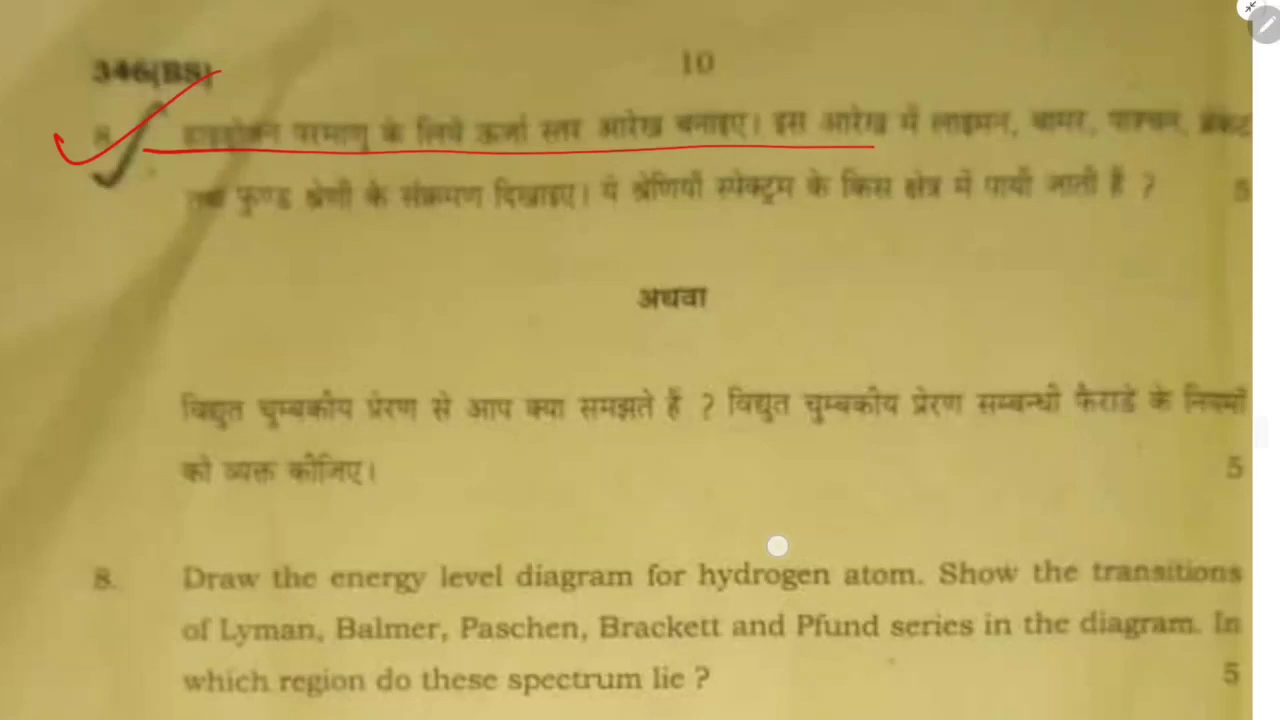 346(BS)
10
8. हाइड्रोजन परमाणु के लिये ऊर्जा स्तर आरेख बनाइए। इस आरेख में लाइमन, बामर, पाश्चन, ब्रैकेट
तथा फुण्ड श्रेणी के संक्रमण दिखाइए। ये श्रेणियाँ स्पेक्ट्रम के किस क्षेत्र में पायी जाती हैं ? 5
अथवा
विद्युत चुम्बकीय प्रेरण से आप क्या समझते हैं ? विद्युत चुम्बकीय प्रेरण सम्बन्धी फैराडे के नियमों
को व्यक्त कीजिए। 5
8. Draw the energy level diagram for hydrogen atom. Show the transitions
of Lyman, Balmer, Paschen, Brackett and Pfund series in the diagram. In
which region do these spectrum lie ? 5